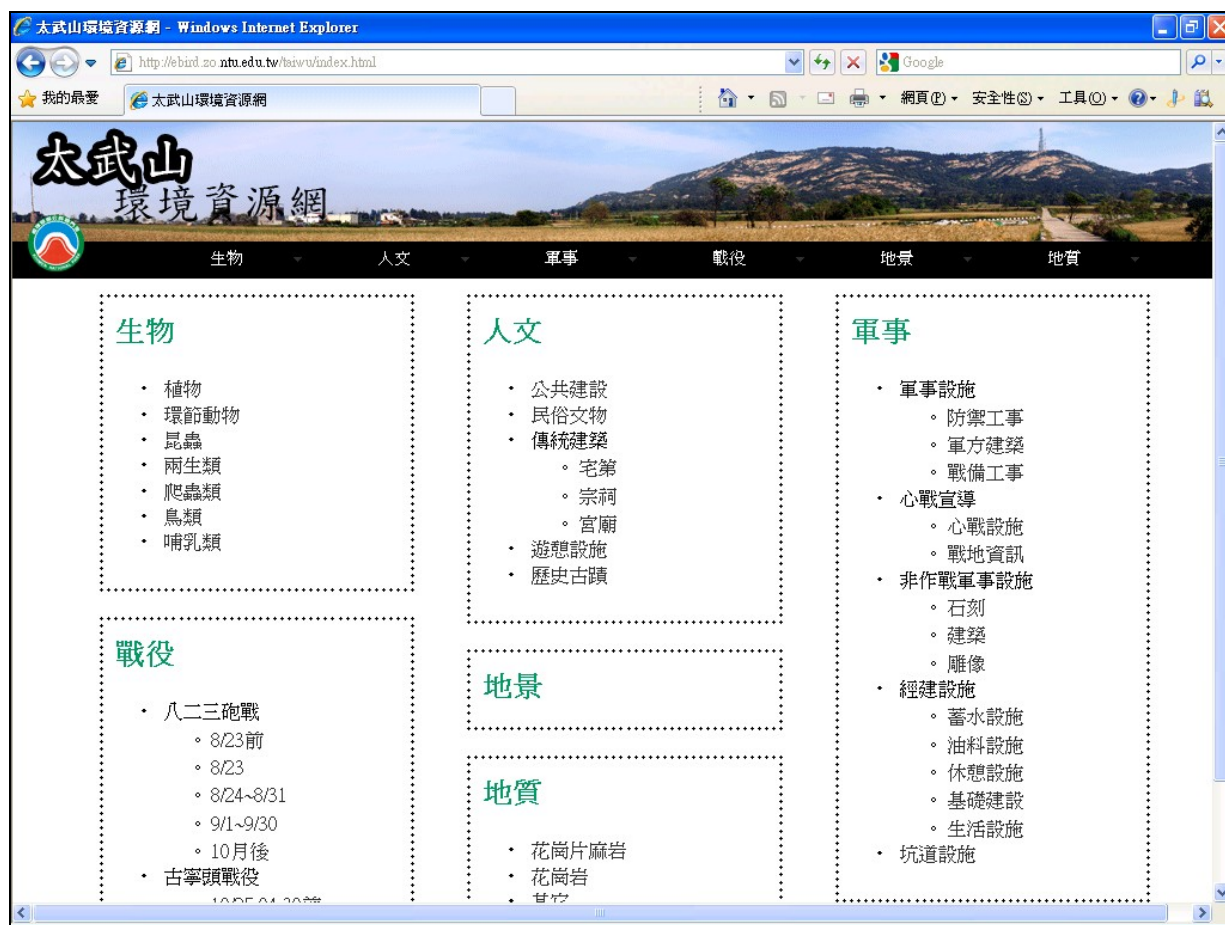 太武山環境資源網 - Windows Internet Explorer
http://ebird.zo.ntu.edu.tw/taiwu/index.html
Google
我的最愛
太武山環境資源網
網頁(P)
安全性(S)
工具(O)
太武山
環境資源網
生物 人文 軍事 戰役 地景 地質
生物
植物
環節動物
昆蟲
兩生類
爬蟲類
鳥類
哺乳類
戰役
八二三砲戰
8/23前
8/23
8/24~8/31
9/1~9/30
10月後
古寧頭戰役
人文
公共建設
民俗文物
傳統建築
宅第
宗祠
宮廟
遊憩設施
歷史古蹟
地景
地質
花崗片麻岩
花崗岩
其它
軍事
軍事設施
防禦工事
軍方建築
戰備工事
心戰宣導
心戰設施
戰地資訊
非作戰軍事設施
石刻
建築
雕像
經建設施
蓄水設施
油料設施
休憩設施
基礎建設
生活設施
坑道設施